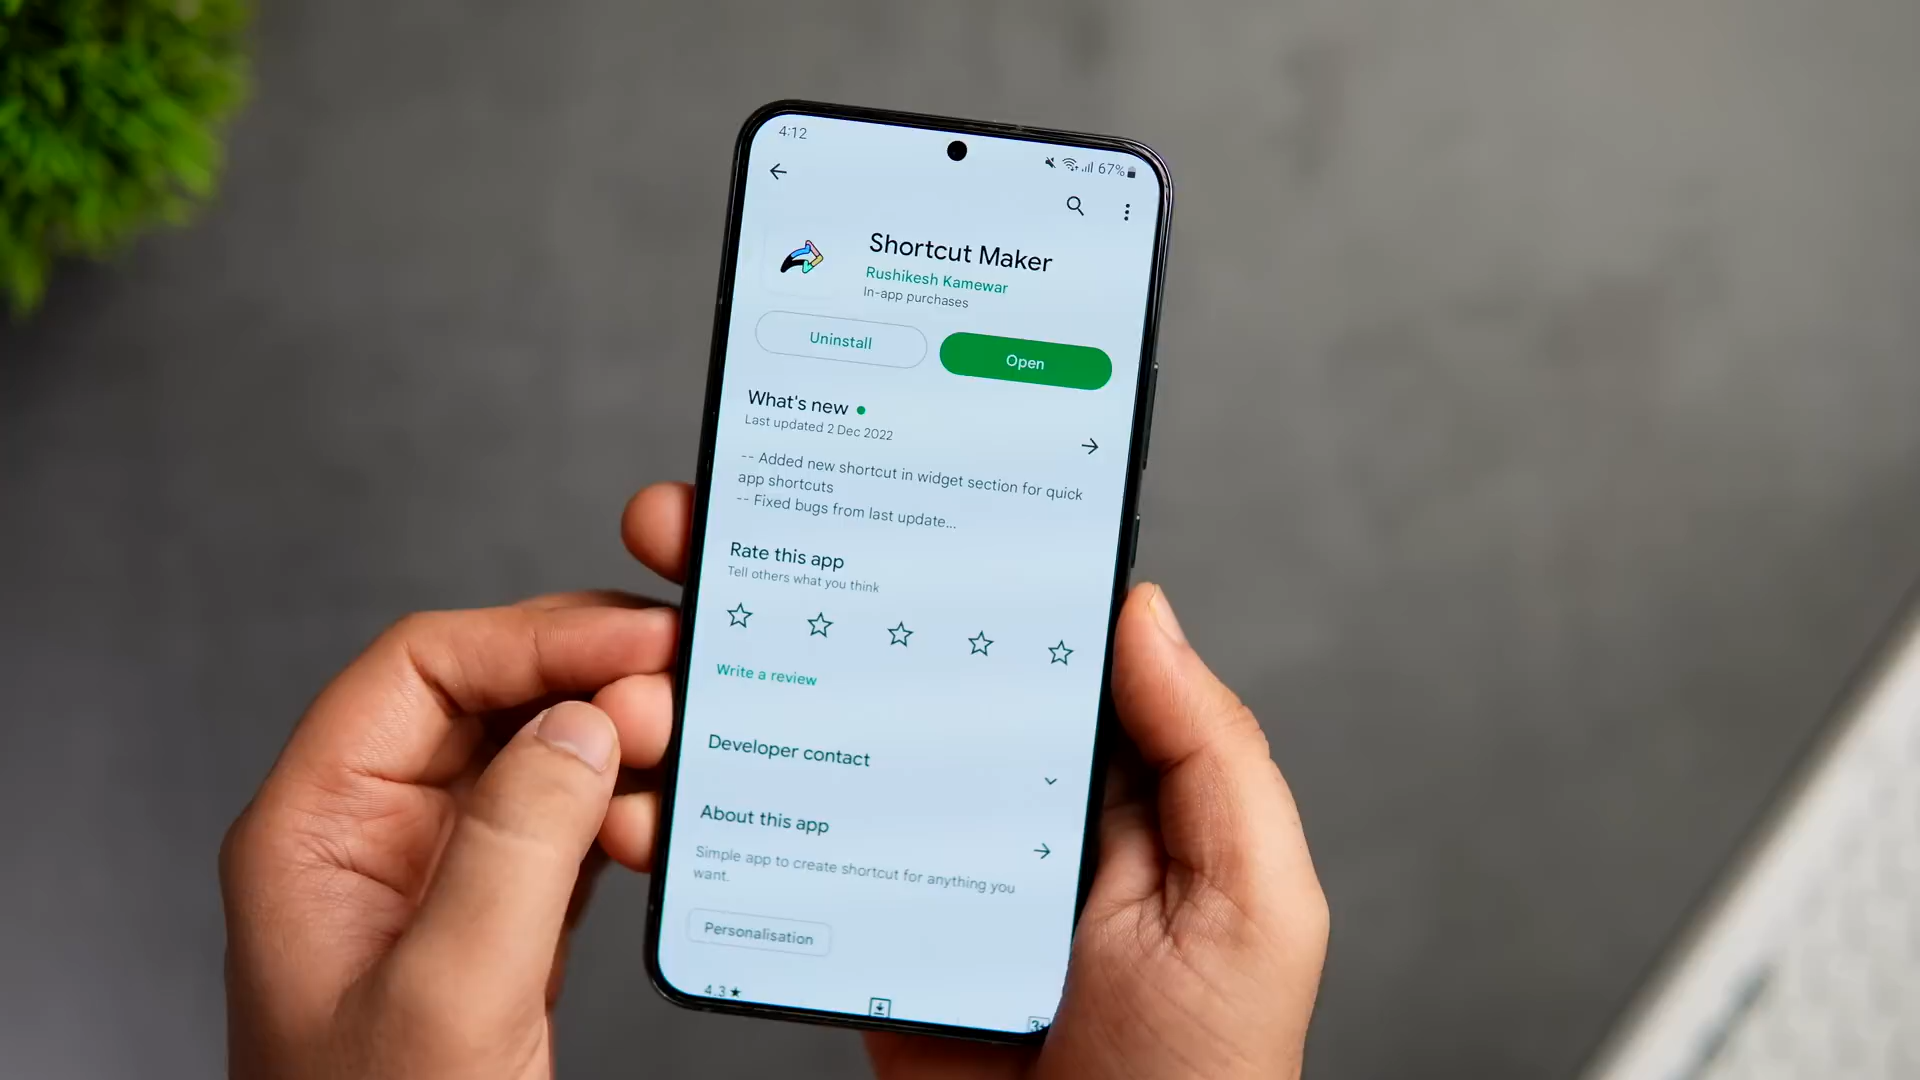 4:12
67%
Shortcut Maker
Rushikesh Kamewar
In-app purchases
Uninstall
Open
What's new
Last updated 2 Dec 2022
-- Added new shortcut in widget section for quick
app shortcuts
-- Fixed bugs from last update...
Rate this app
Tell others what you think
Write a review
Developer contact
About this app
Simple app to create shortcut for anything you
want.
Personalisation
4.3★
3+